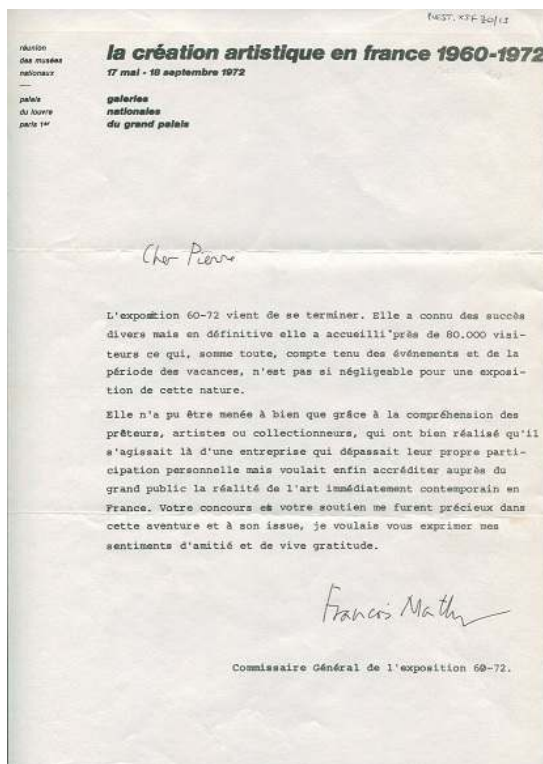 réunion
des musées
nationaux
palais
du louvre
paris 1er
la création artistique en france 1960-1972
17 mai - 18 septembre 1972
galeries
nationales
du grand palais
Cher Pierre
L'exposition 60-72 vient de se terminer. Elle a connu des succès
divers mais en définitive elle a accueilli près de 80.000 visi-
teurs ce qui, somme toute, compte tenu des événements et de la
période des vacances, n'est pas si négligeable pour une exposi-
tion de cette nature.
Elle n'a pu être menée à bien que grâce à la compréhension des
prêteurs, artistes ou collectionneurs, qui ont bien réalisé qu'il
s'agissait là d'une entreprise qui dépassait leur propre parti-
cipation personnelle mais voulait enfin accréditer auprès du
grand public la réalité de l'art immédiatement contemporain en
France. Votre concours et votre soutien me furent précieux dans
cette aventure et à son issue, je voulais vous exprimer mes
sentiments d'amitié et de vive gratitude.
François Mathey
Commissaire Général de l'exposition 60-72.